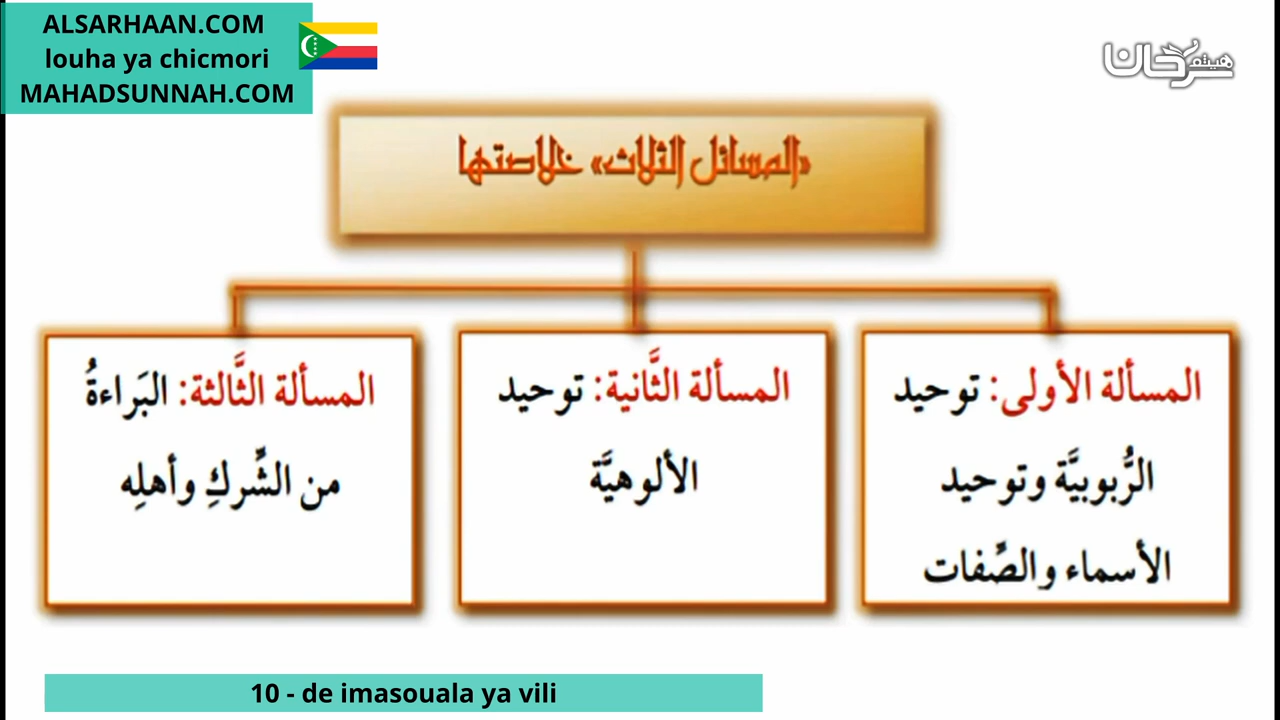 ALSARHAAN.COM
louha ya chicmori
MAHADSUNNAH.COM
هيثم سرحان
«المسائل الثلاث» خلاصتها
المسألة الأولى: توحيد
الرُّبوبيَّة وتوحيد
الأسماء والصِّفات
المسألة الثَّانية: توحيد
الألوهيَّة
المسألة الثَّالثة: البَراءةُ
من الشِّركِ وأهلِه
10 - de imasouala ya vili